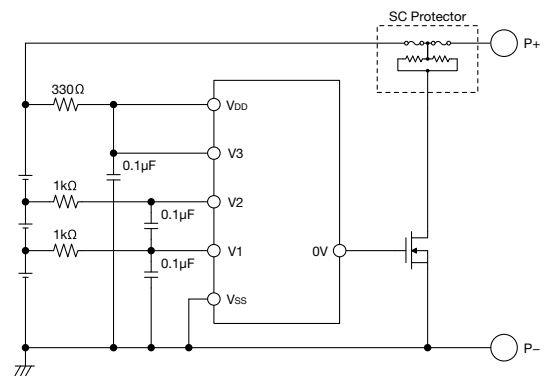 SC Protector
P+
330Ω
VDD
V3
0.1µF
1kΩ
V2
0.1µF
1kΩ
V1
0V
0.1µF
VSS
P−